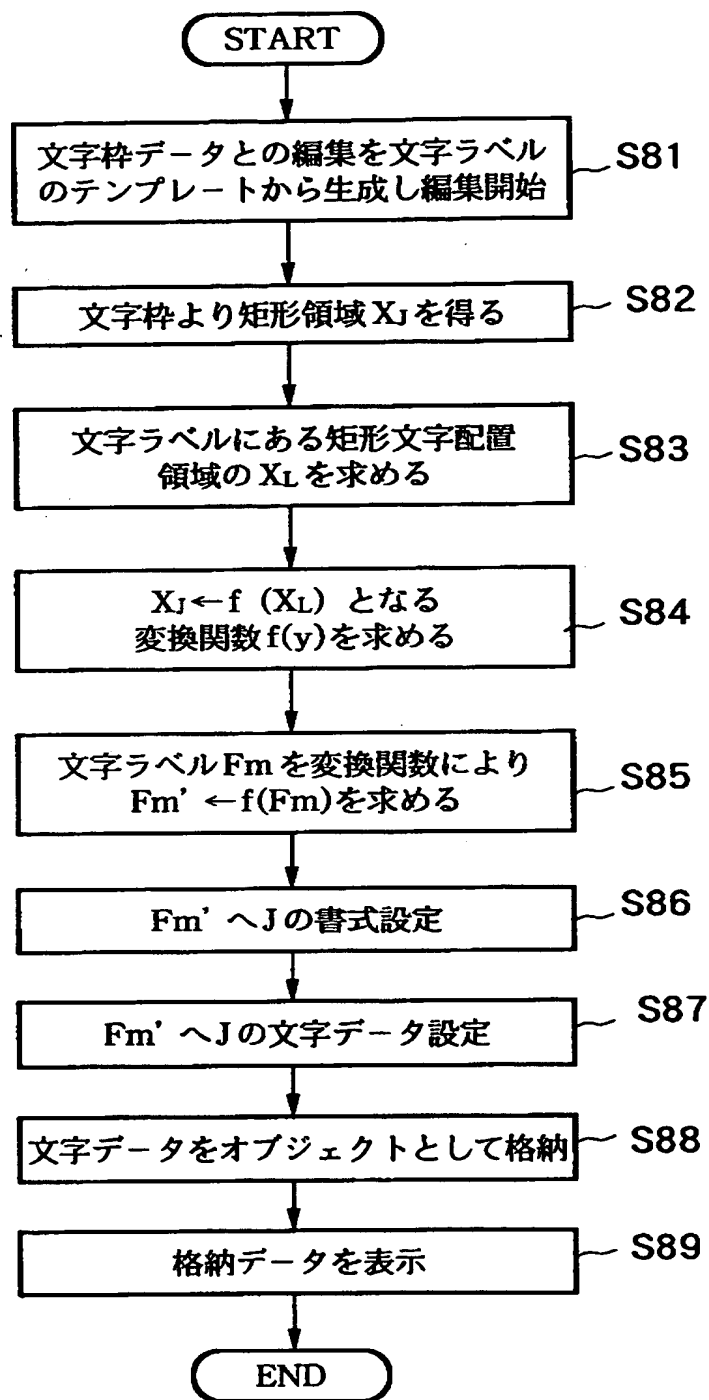 START
文字枠データとの編集を文字ラベル
のテンプレートから生成し編集開始
S81
文字枠より矩形領域XJを得る
S82
文字ラベルにある矩形文字配置
領域のXLを求める
S83
XJ←f (XL) となる
変換関数f(y)を求める
S84
文字ラベルFmを変換関数により
Fm' ←f(Fm)を求める
S85
Fm' へJの書式設定
S86
Fm' へJの文字データ設定
S87
文字データをオブジェクトとして格納
S88
格納データを表示
S89
END